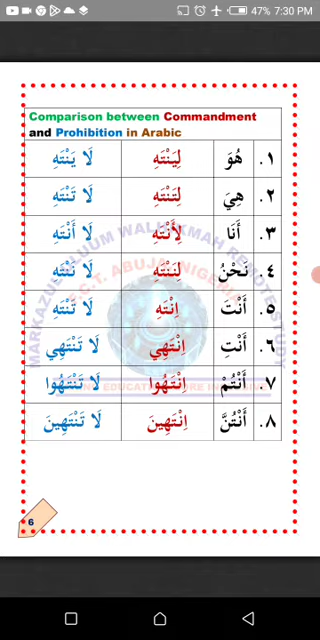 47% 7:30 PM
Comparison between Commandment
and Prohibition in Arabic
١. هُوَ لِيَنْتَهِ لَا يَنْتَهِ
٢. هِيَ لِتَنْتَهِ لَا تَنْتَهِ
٣. أَنَا لِأَنْتَهِ لَا أَنْتَهِ
٤. نَحْنُ لِنَنْتَهِ لَا نَنْتَهِ
٥. أَنْتَ اِنْتَهِ لَا تَنْتَهِ
٦. أَنْتِ اِنْتَهِي لَا تَنْتَهِي
٧. أَنْتُمْ اِنْتَهُوا لَا تَنْتَهُوا
٨. أَنْتُنَّ اِنْتَهِينَ لَا تَنْتَهِينَ
6